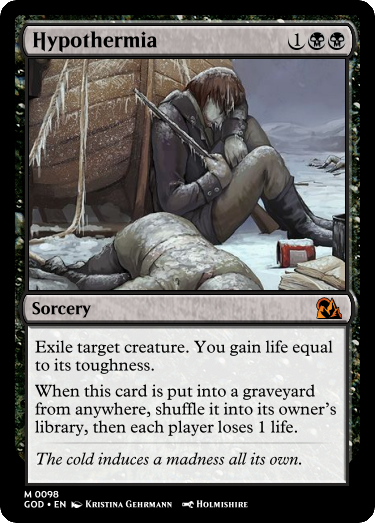 Hypothermia 1
Sorcery
Exile target creature. You gain life equal
to its toughness.
When this card is put into a graveyard
from anywhere, shuffle it into its owner’s
library, then each player loses 1 life.
The cold induces a madness all its own.
M 0098
GOD • EN Kristina Gehrmann Holmishire